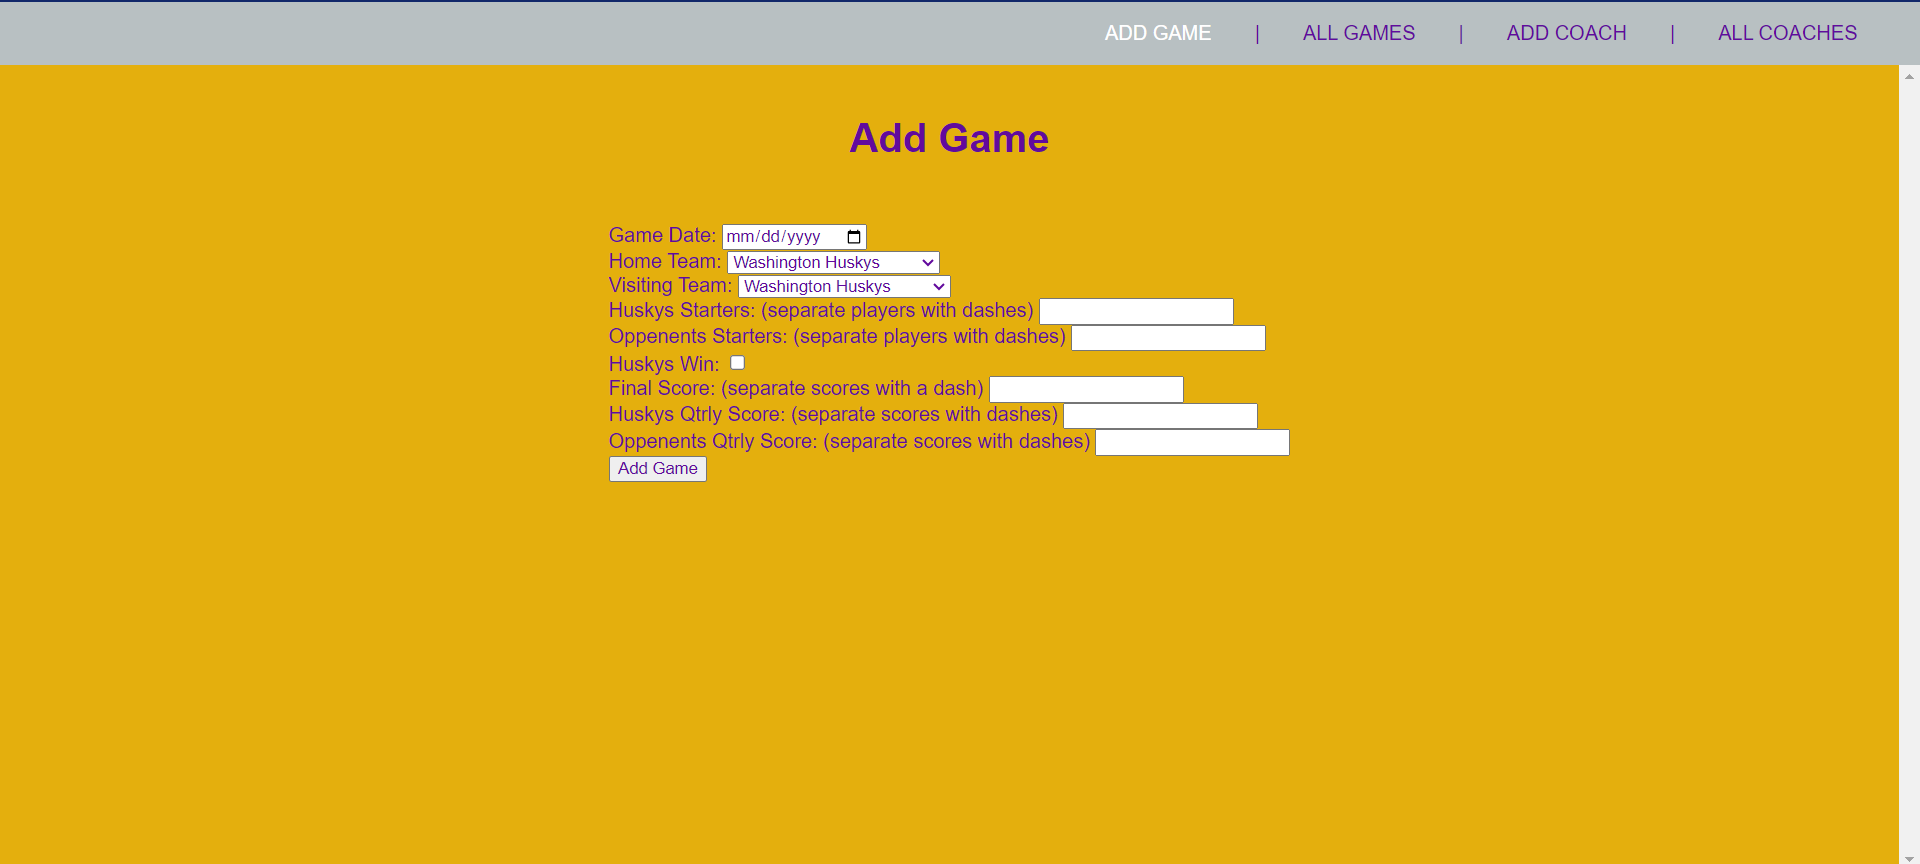 ADD GAME | ALL GAMES | ADD COACH | ALL COACHES
Add Game
Game Date: mm/dd/yyyy
Home Team: Washington Huskys
Visiting Team: Washington Huskys
Huskys Starters: (separate players with dashes)
Oppenents Starters: (separate players with dashes)
Huskys Win:
Final Score: (separate scores with a dash)
Huskys Qtrly Score: (separate scores with dashes)
Oppenents Qtrly Score: (separate scores with dashes)
Add Game